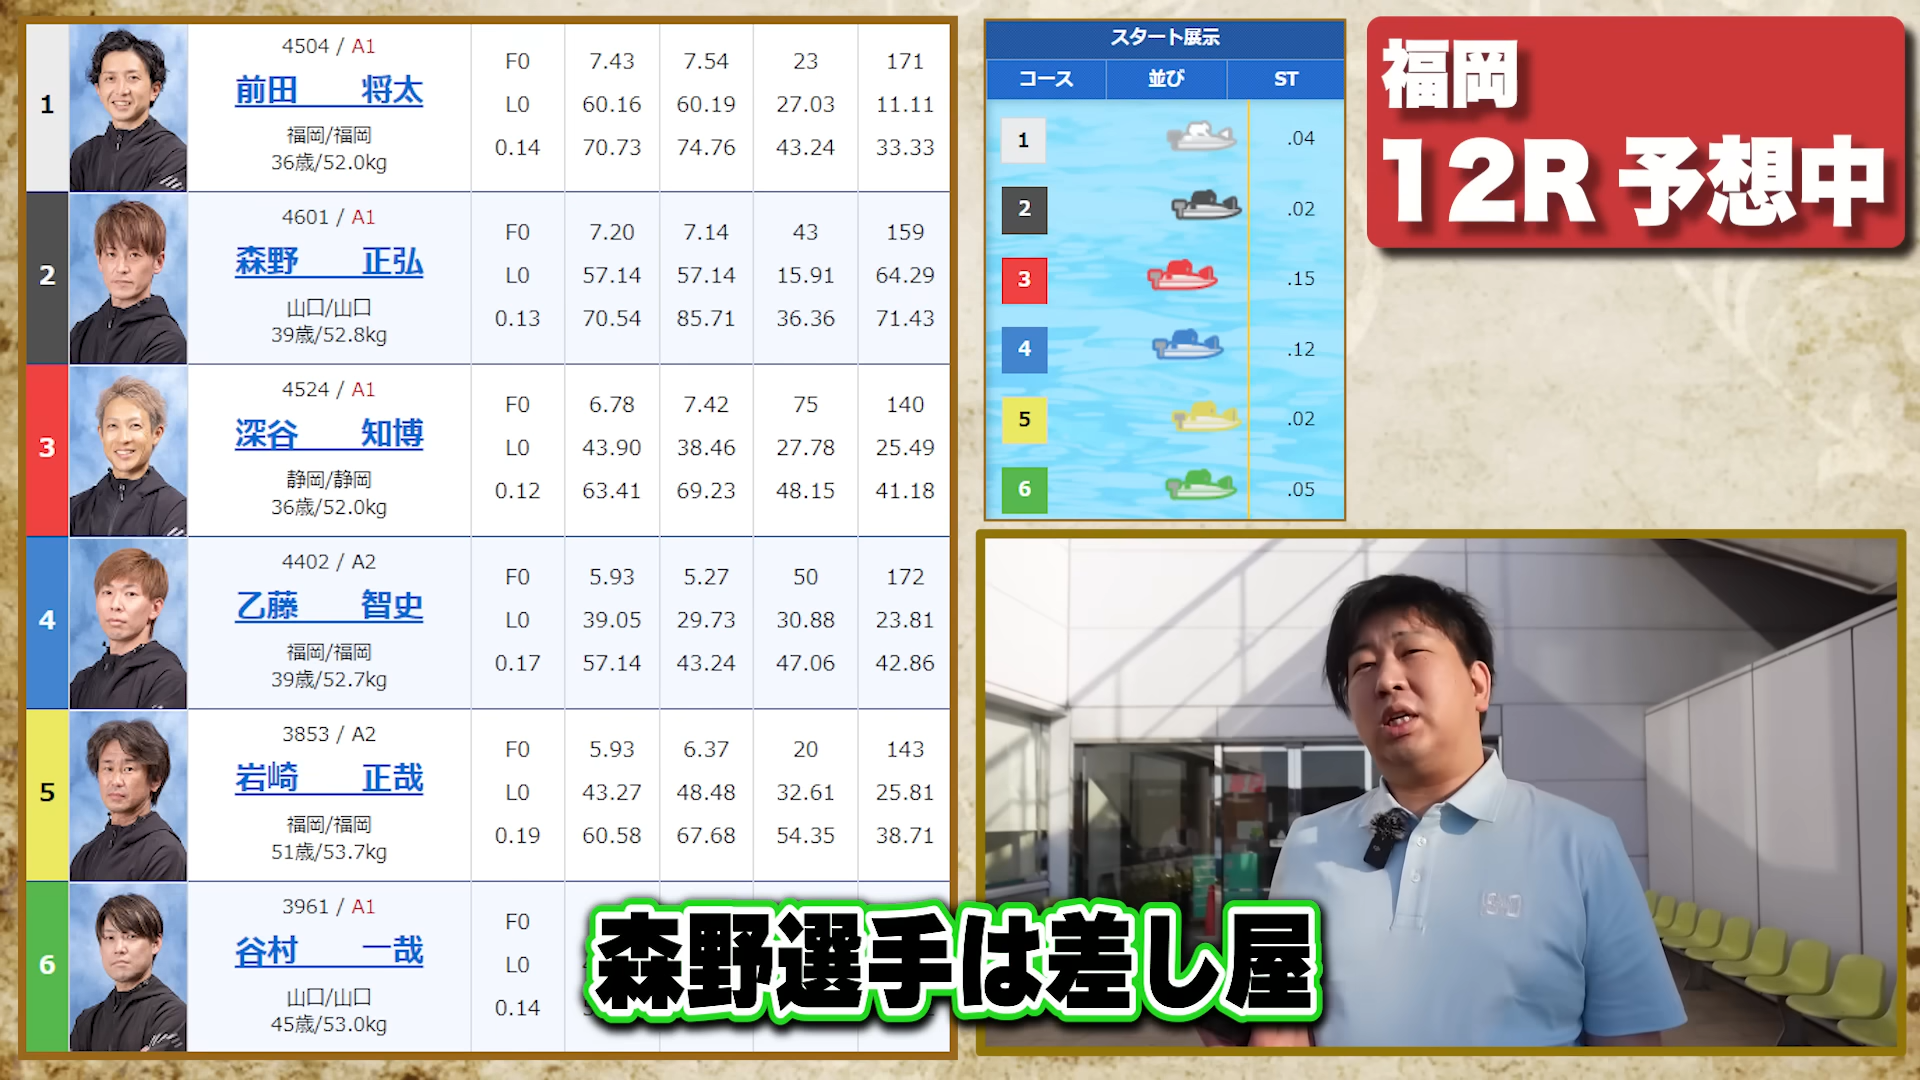 1
4504 / A1
前田 将太
福岡/福岡
36歳/52.0kg
F0 7.43 7.54 23 171
L0 60.16 60.19 27.03 11.11
0.14 70.73 74.76 43.24 33.33
2
4601 / A1
森野 正弘
山口/山口
39歳/52.8kg
F0 7.20 7.14 43 159
L0 57.14 57.14 15.91 64.29
0.13 70.54 85.71 36.36 71.43
3
4524 / A1
深谷 知博
静岡/静岡
36歳/52.0kg
F0 6.78 7.42 75 140
L0 43.90 38.46 27.78 25.49
0.12 63.41 69.23 48.15 41.18
4
4402 / A2
乙藤 智史
福岡/福岡
39歳/52.7kg
F0 5.93 5.27 50 172
L0 39.05 29.73 30.88 23.81
0.17 57.14 43.24 47.06 42.86
5
3853 / A2
岩崎 正哉
福岡/福岡
51歳/53.7kg
F0 5.93 6.37 20 143
L0 43.27 48.48 32.61 25.81
0.19 60.58 67.68 54.35 38.71
6
3961 / A1
谷村 一哉
山口/山口
45歳/53.0kg
F0
L0
0.14
スタート展示
コース 並び ST
1 .04
2 .02
3 .15
4 .12
5 .02
6 .05
福岡
12R 予想中
森野選手は差し屋